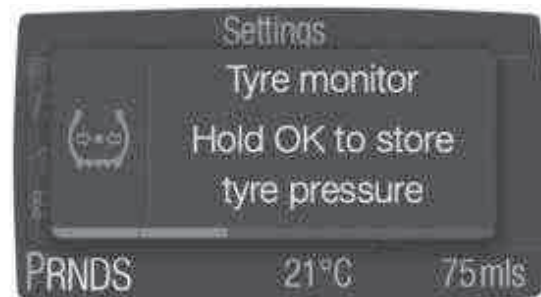 Settings
Tyre monitor
Hold OK to store
tyre pressure
PRNDS 21°C 75mls